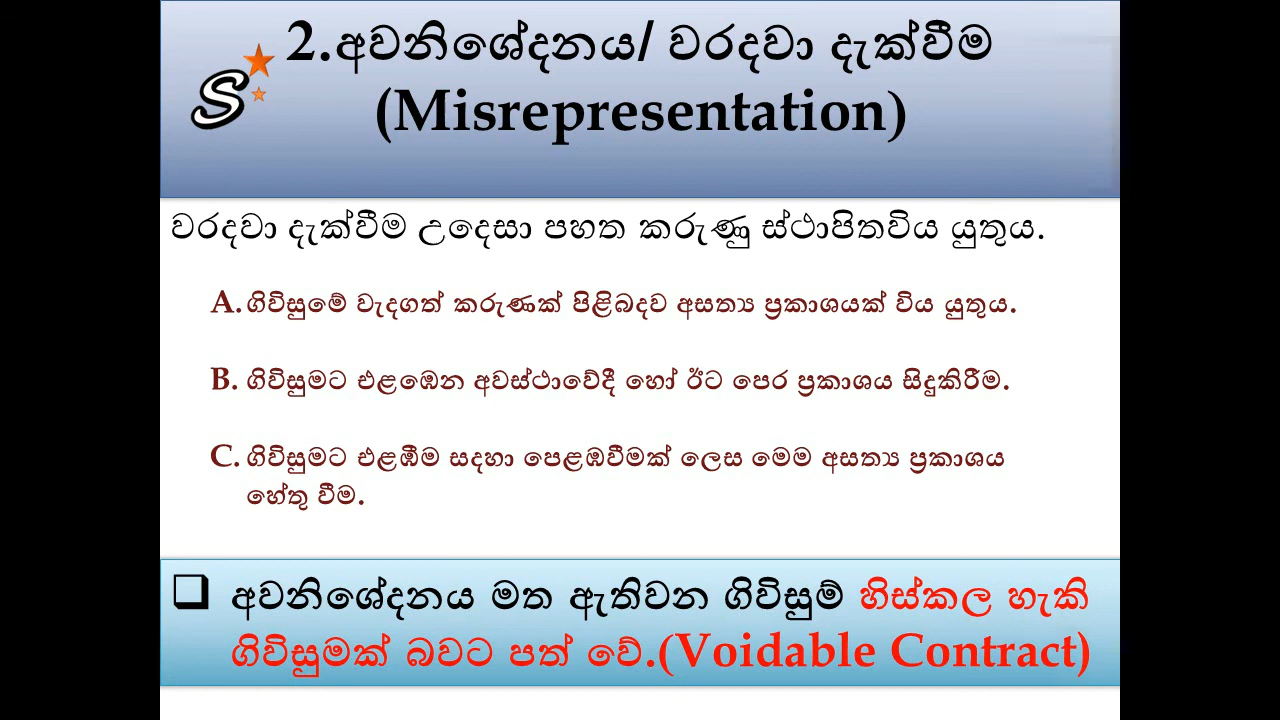 2.අවනිශේදනය/ වරදවා දැක්වීම
(Misrepresentation)
S
වරදවා දැක්වීම උදෙසා පහත කරුණු ස්ථාපිතවිය යුතුය.
A. ගිවිසුමේ වැදගත් කරුණක් පිළිබදව අසත්‍ය ප්‍රකාශයක් විය යුතුය.
B. ගිවිසුමට එළඹෙන අවස්ථාවේදී හෝ ඊට පෙර ප්‍රකාශය සිදුකිරීම.
C. ගිවිසුමට එළඹීම සදහා පෙළඹවීමක් ලෙස මෙම අසත්‍ය ප්‍රකාශය
හේතු වීම.
අවනිශේදනය මත ඇතිවන ගිවිසුම් හිස්කල හැකි
ගිවිසුමක් බවට පත් වේ.(Voidable Contract)